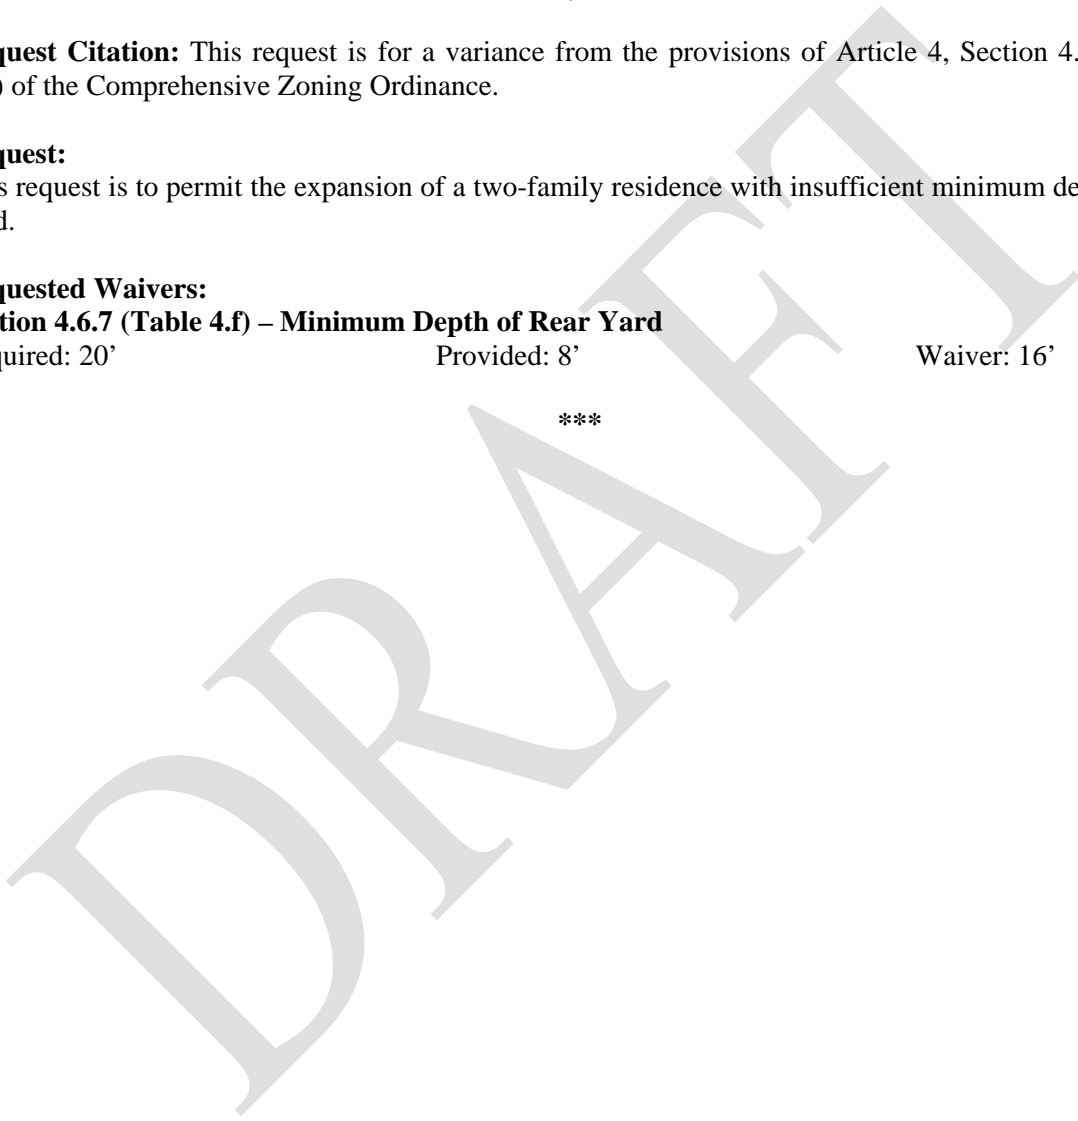 quest Citation: This request is for a variance from the provisions of Article 4, Section 4.
) of the Comprehensive Zoning Ordinance.
quest:
s request is to permit the expansion of a two-family residence with insufficient minimum de
d.
quested Waivers:
tion 4.6.7 (Table 4.f) – Minimum Depth of Rear Yard
quired: 20’ Provided: 8’ Waiver: 16’
***
DRAFT